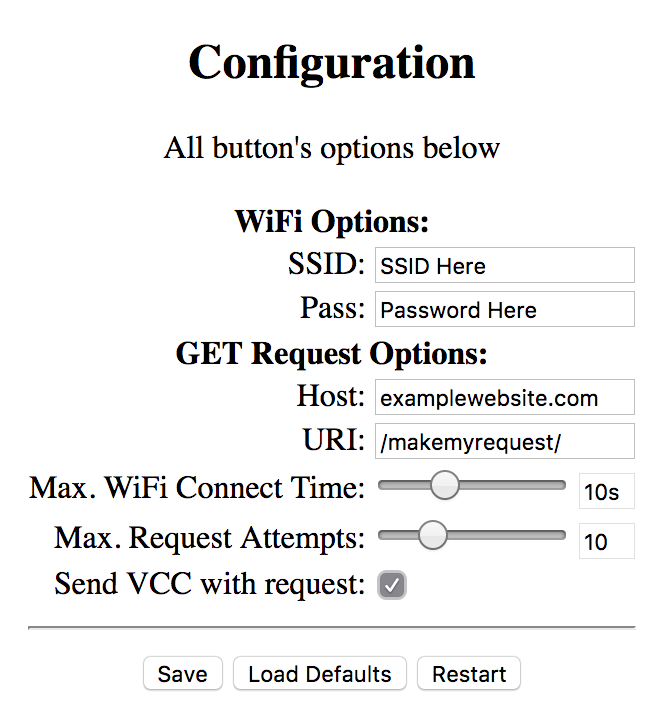 Configuration
All button's options below
WiFi Options:
SSID: SSID Here
Pass: Password Here
GET Request Options:
Host: examplewebsite.com
URI: /makemyrequest/
Max. WiFi Connect Time: 10s
Max. Request Attempts: 10
Send VCC with request:
Save Load Defaults Restart